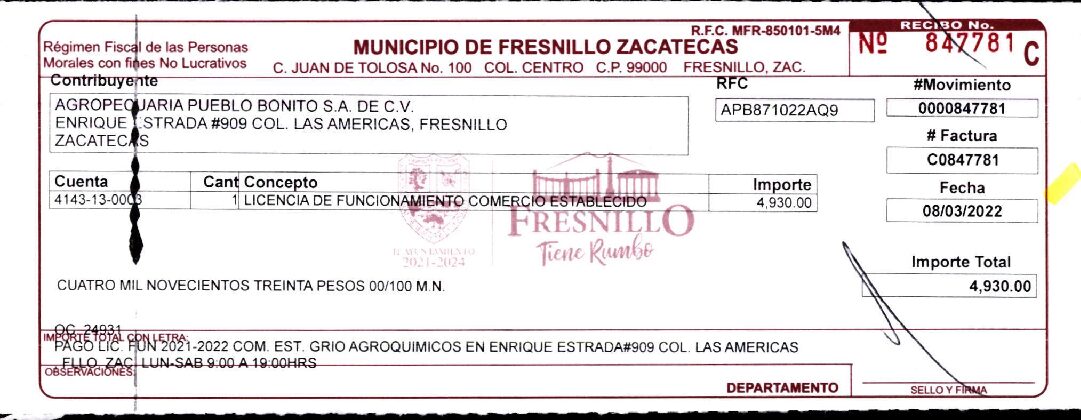 R.F.C. MFR-850101-5M4
RECIBO No.
Régimen Fiscal de las Personas
Morales con fines No Lucrativos
MUNICIPIO DE FRESNILLO ZACATECAS
Nº 847781 C
C. JUAN DE TOLOSA No. 100 COL. CENTRO C.P. 99000 FRESNILLO, ZAC.
Contribuyente
RFC
#Movimiento
AGROPECUARIA PUEBLO BONITO S.A. DE C.V.
APB871022AQ9
0000847781
ENRIQUE ESTRADA #909 COL. LAS AMERICAS, FRESNILLO
ZACATECAS
# Factura
C0847781
Cuenta Cant Concepto Importe
Fecha
4143-13-0003 1 LICENCIA DE FUNCIONAMIENTO COMERCIO ESTABLECIDO 4,930.00
08/03/2022
FRESNILLO
Tiene Rumbo
H. AYUNTAMIENTO
2021-2024
Importe Total
CUATRO MIL NOVECIENTOS TREINTA PESOS 00/100 M.N.
4,930.00
OC. 24931
IMPORTE TOTAL CON LETRA:
PAGO LIC. FUN 2021-2022 COM. EST. GRIO AGROQUIMICOS EN ENRIQUE ESTRADA#909 COL. LAS AMERICAS
FLLO. ZAC. LUN-SAB 9:00 A 19:00HRS
OBSERVACIONES:
DEPARTAMENTO
SELLO Y FIRMA